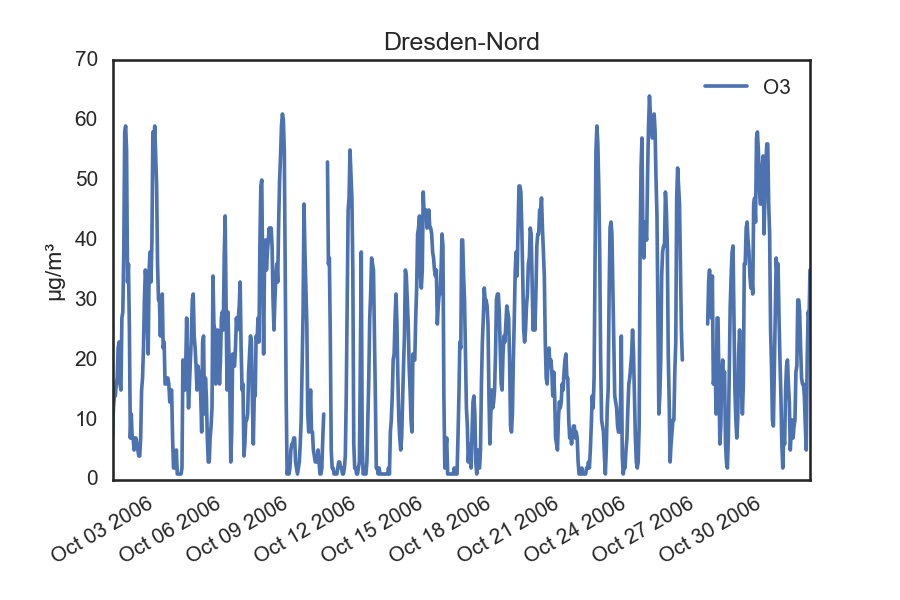 Dresden-Nord
70
60
50
40
30
20
10
0
µg/m³
O3
Oct 03 2006
Oct 06 2006
Oct 09 2006
Oct 12 2006
Oct 15 2006
Oct 18 2006
Oct 21 2006
Oct 24 2006
Oct 27 2006
Oct 30 2006